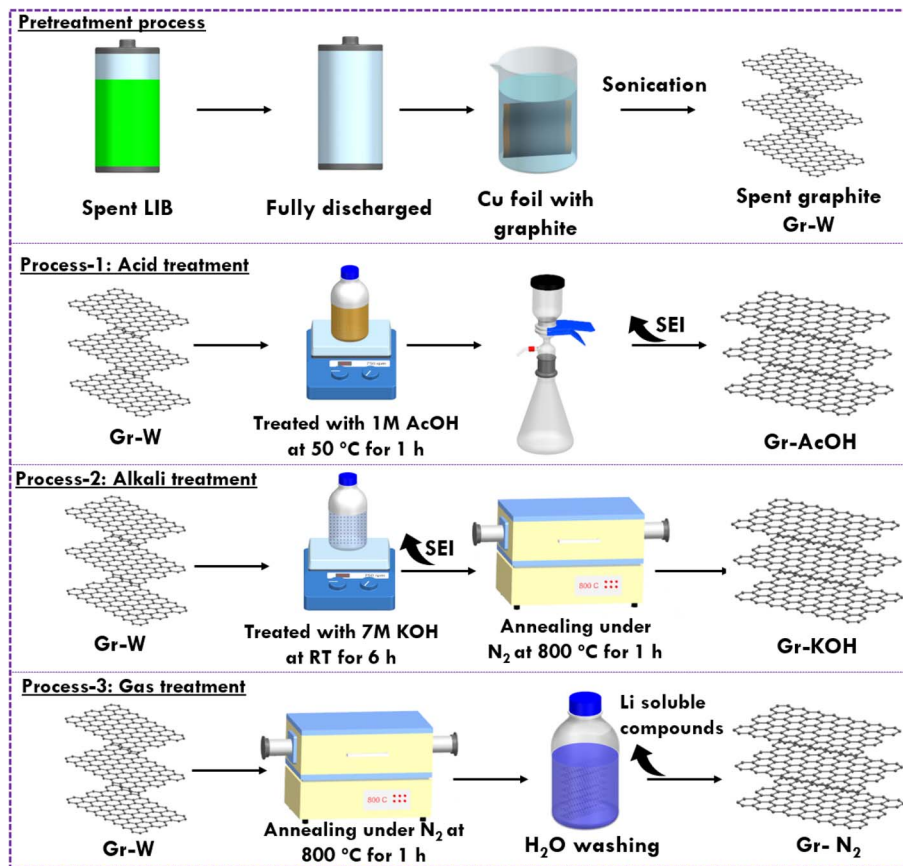 Pretreatment process
Sonication
Spent LIB
Fully discharged
Cu foil with
graphite
Spent graphite
Gr-W
Process-1: Acid treatment
SEI
Gr-W
Treated with 1M AcOH
at 50 °C for 1 h
Gr-AcOH
Process-2: Alkali treatment
SEI
800 C
Gr-W
Treated with 7M KOH
at RT for 6 h
Annealing under
N₂ at 800 °C for 1 h
Gr-KOH
Process-3: Gas treatment
Li soluble
compounds
800 C
Gr-W
Annealing under N₂ at
800 °C for 1 h
H₂O washing
Gr- N₂